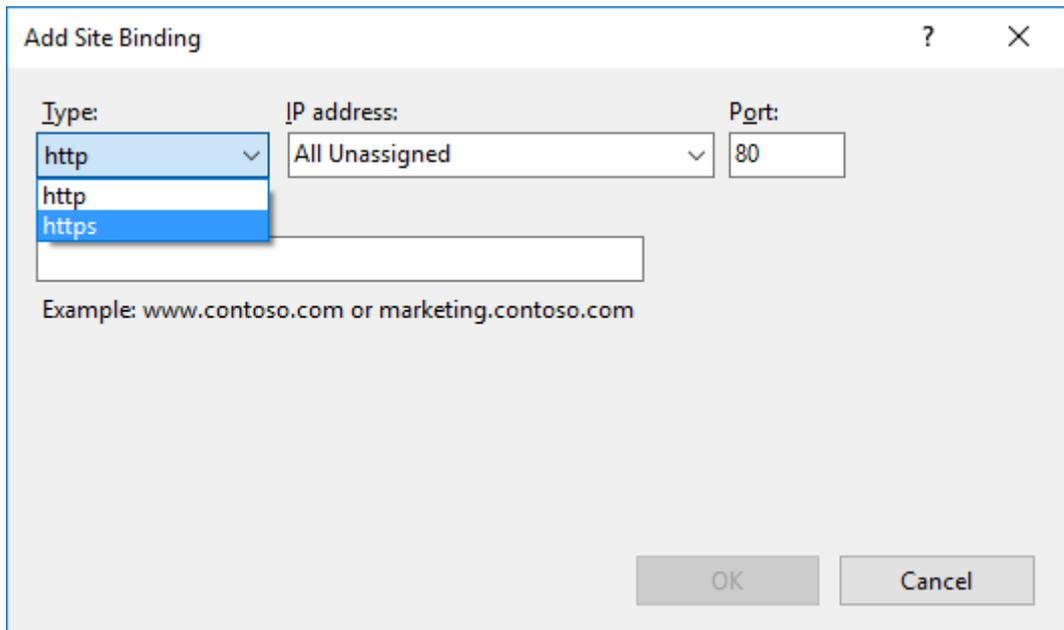 Add Site Binding ?
Type: IP address: Port:
http All Unassigned 80
http
https
Example: www.contoso.com or marketing.contoso.com
OK Cancel